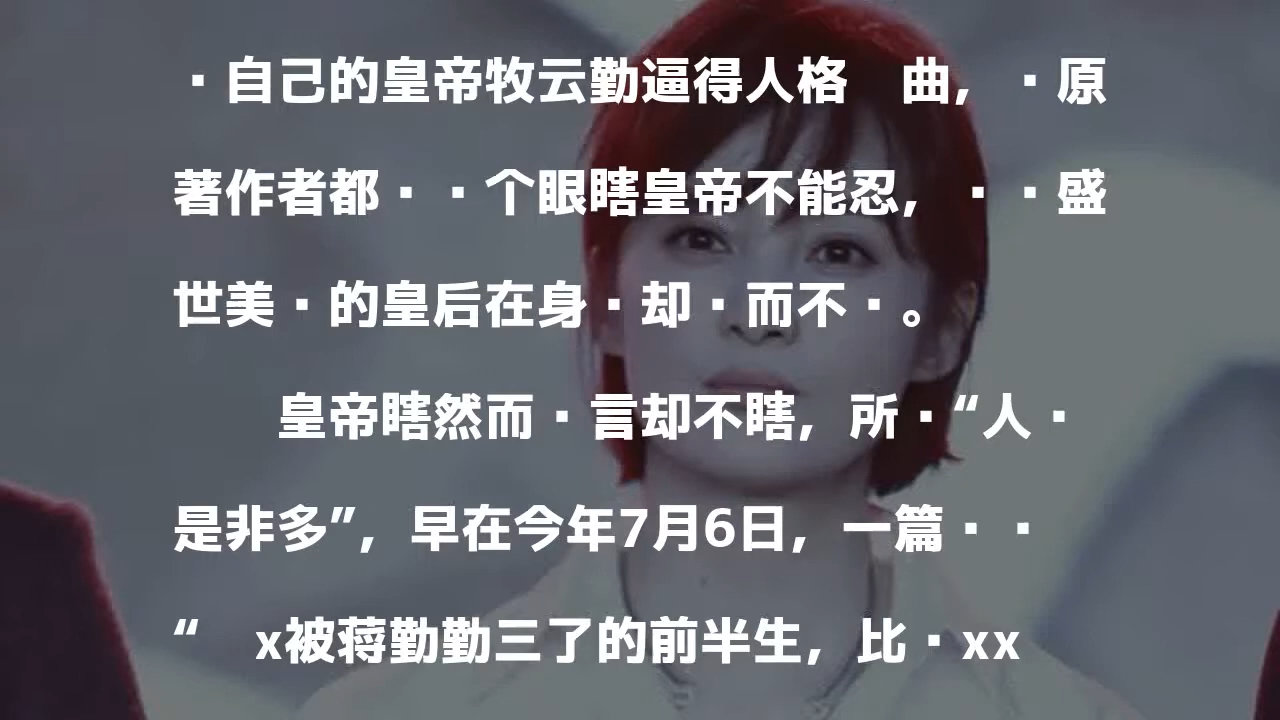 ▪自己的皇帝牧云勤逼得人格 曲，▪原
著作者都▪▪个眼瞎皇帝不能忍，▪▪盛
世美▪的皇后在身▪却▪而不▪。
皇帝瞎然而▪言却不瞎，所▪“人▪
是非多”，早在今年7月6日，一篇▪▪
“ x被蒋勤勤三了的前半生，比▪xx